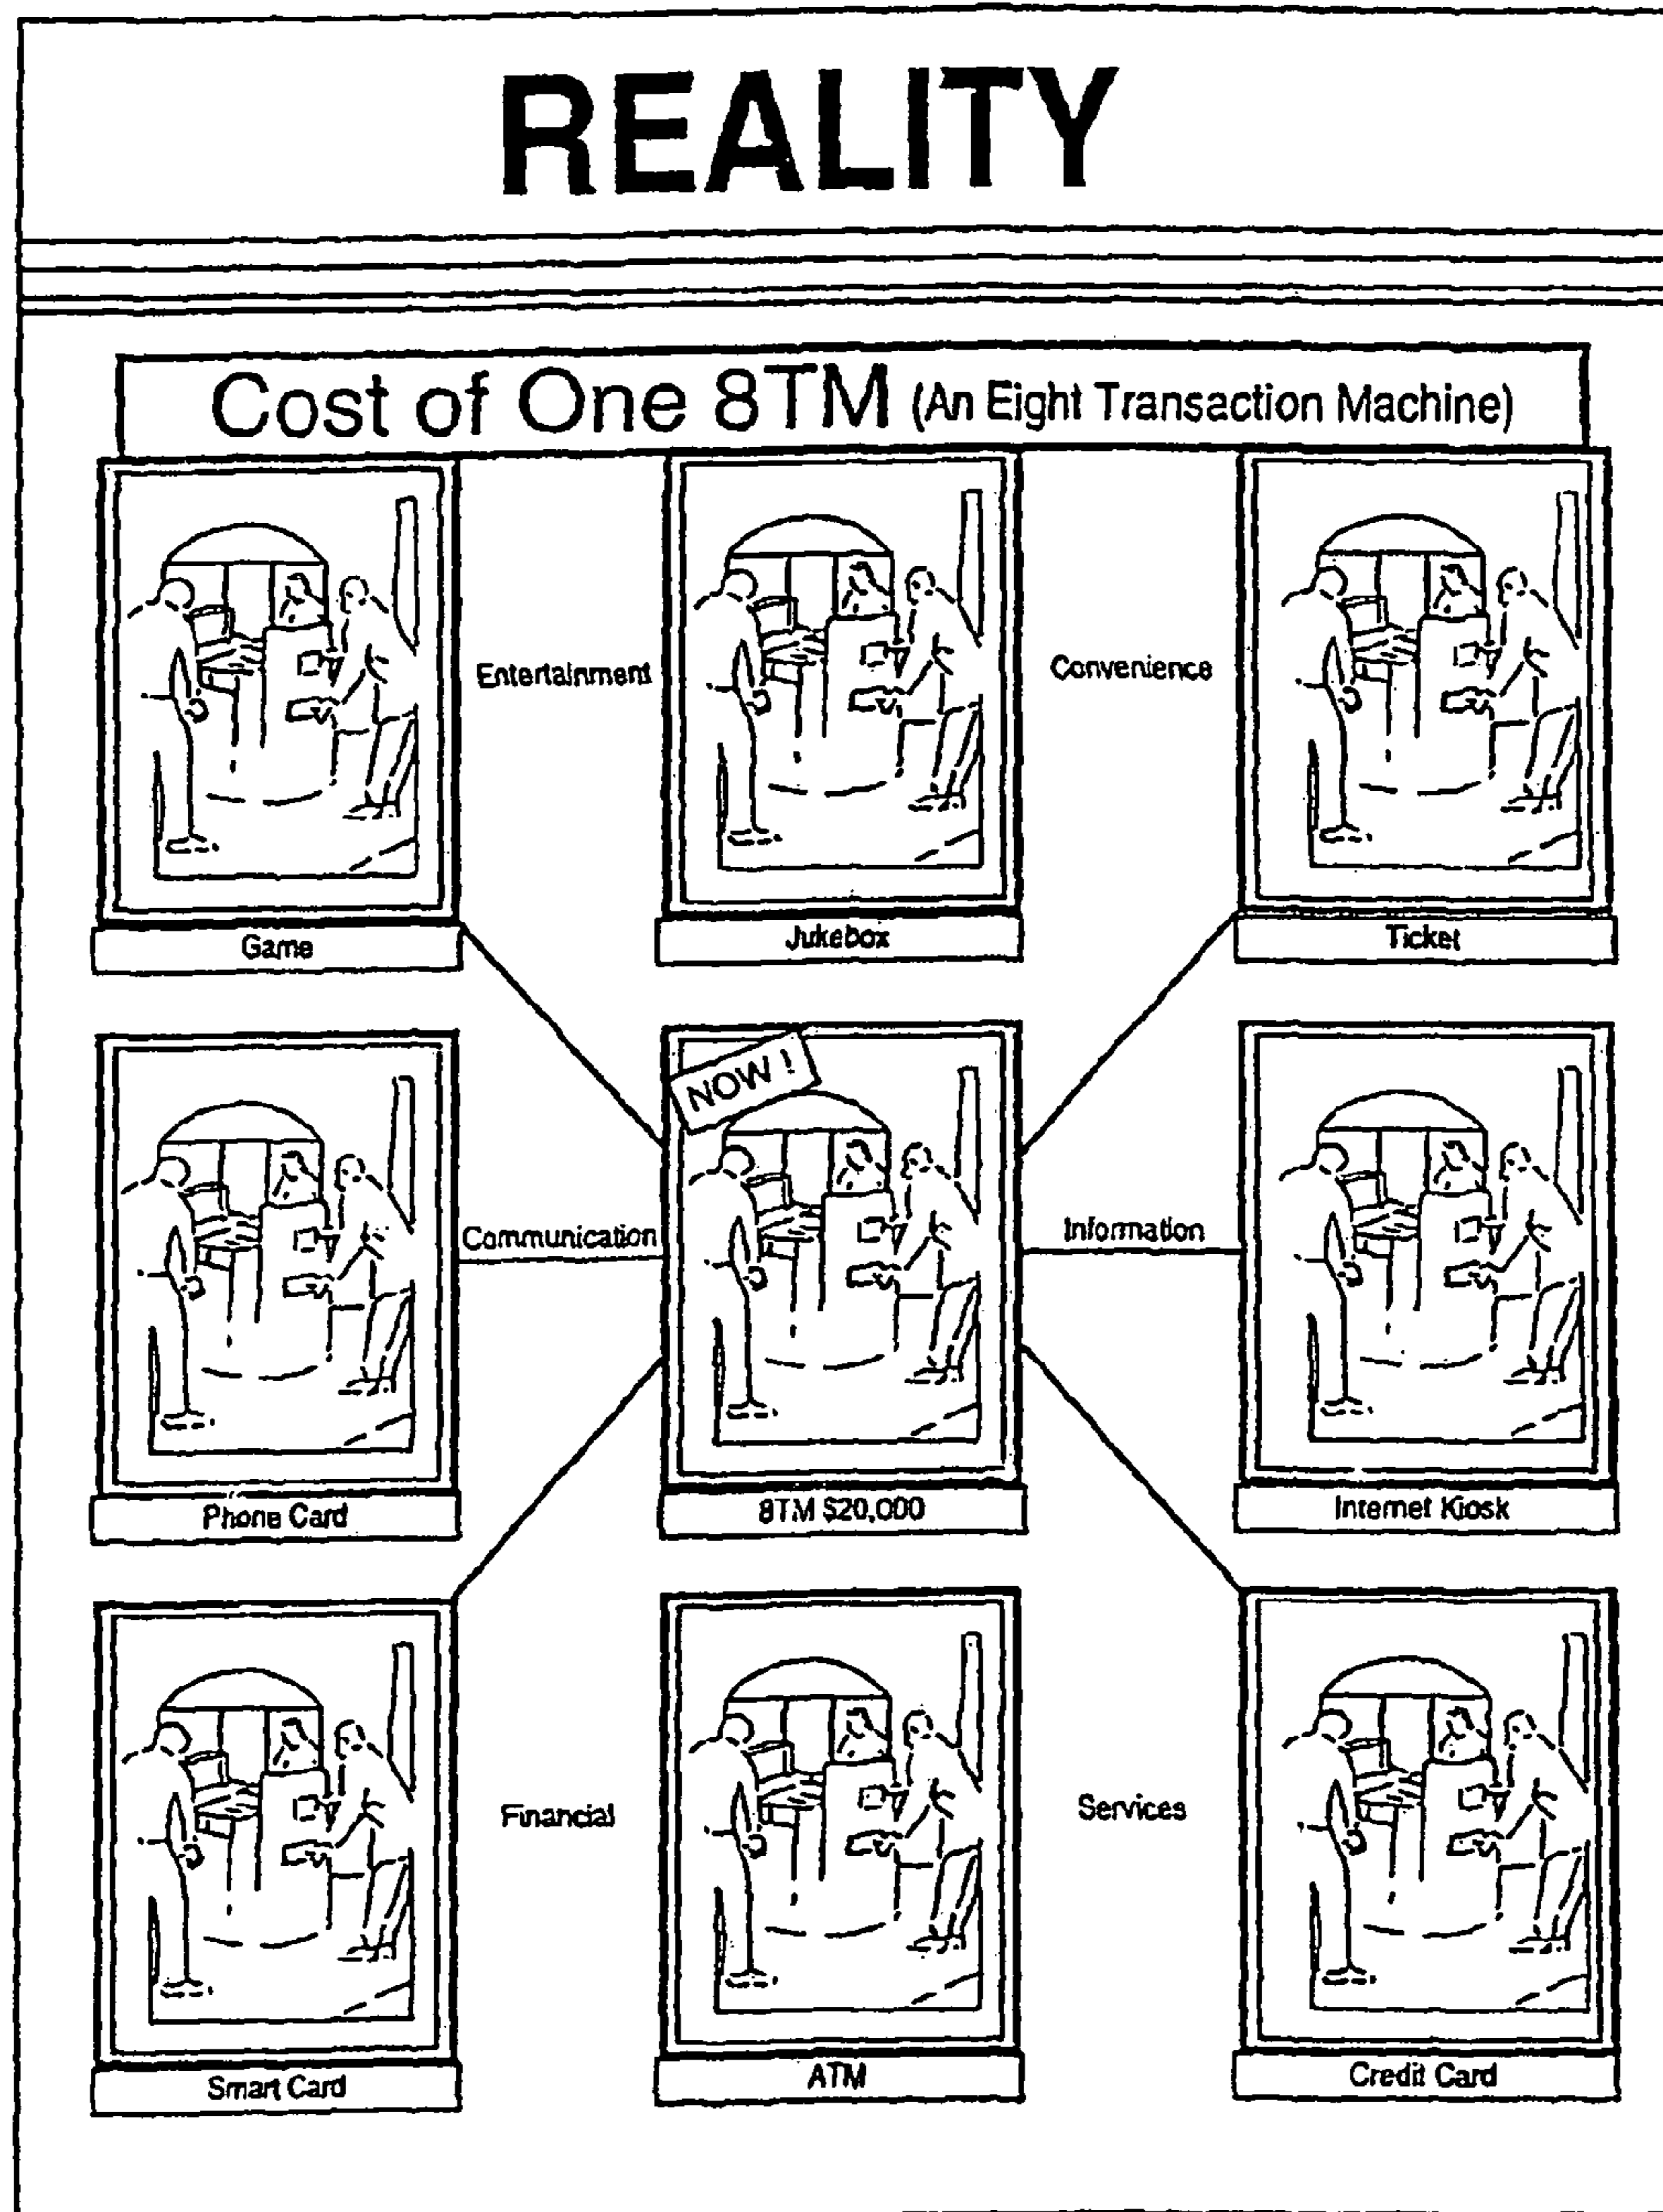 REALITY
Cost of One 8TM (An Eight Transaction Machine)
Entertainment
Convenience
Game
Jukebox
Ticket
NOW !
Communication
Information
Phone Card
8TM $20,000
Internet Kiosk
Financial
Services
Smart Card
ATM
Credit Card